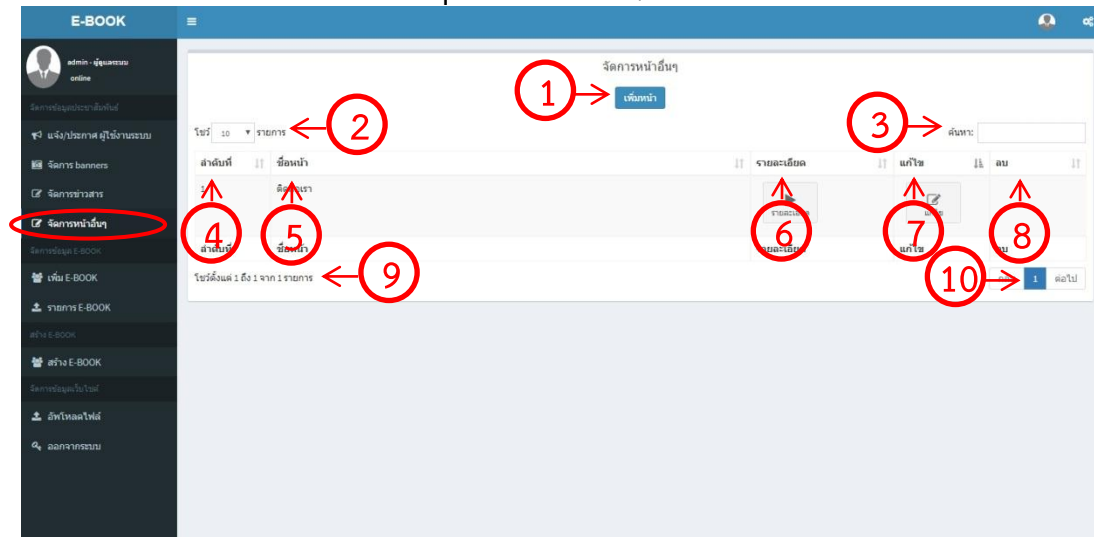 E-BOOK
admin - ผู้ดูแลระบบ
online
จัดการข้อมูลประชาสัมพันธ์
แจ้ง/ประกาศ ผู้ใช้งานระบบ
จัดการ banners
จัดการข่าวสาร
จัดการหน้าอื่นๆ
จัดการข้อมูล E-BOOK
เพิ่ม E-BOOK
รายการ E-BOOK
สร้าง E-BOOK
สร้าง E-BOOK
จัดการข้อมูลเว็บไซต์
อัพโหลดไฟล์
ออกจากระบบ
จัดการหน้าอื่นๆ
1 เพิ่มหน้า
โชว์ 10 รายการ 2 3 ค้นหา:
ลำดับที่ ชื่อหน้า รายละเอียด แก้ไข ลบ
1
4 5 6 7 8
ลำดับที่ ชื่อหน้า รายละเอียด แก้ไข ลบ
โชว์ตั้งแต่ 1 ถึง 1 จาก 1 รายการ 9 10 1 ต่อไป